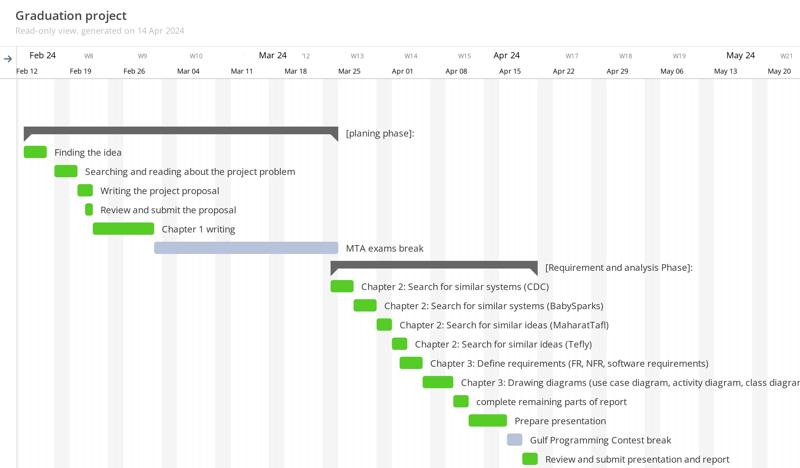 Graduation project
Read-only view, generated on 14 Apr 2024
Feb 24 W8 W9 W10 Mar 24 '12 W13 W14 W15 Apr 24 W17 W18 W19 May 24 W21
Feb 12 Feb 19 Feb 26 Mar 04 Mar 11 Mar 18 Mar 25 Apr 01 Apr 08 Apr 15 Apr 22 Apr 29 May 06 May 13 May 20
[planing phase]:
Finding the idea
Searching and reading about the project problem
Writing the project proposal
Review and submit the proposal
Chapter 1 writing
MTA exams break
[Requirement and analysis Phase]:
Chapter 2: Search for similar systems (CDC)
Chapter 2: Search for similar systems (BabySparks)
Chapter 2: Search for similar ideas (MaharatTafl)
Chapter 2: Search for similar ideas (Tefly)
Chapter 3: Define requirements (FR, NFR, software requirements)
Chapter 3: Drawing diagrams (use case diagram, activity diagram, class
complete remaining parts of report
Prepare presentation
Gulf Programming Contest break
Review and submit presentation and report